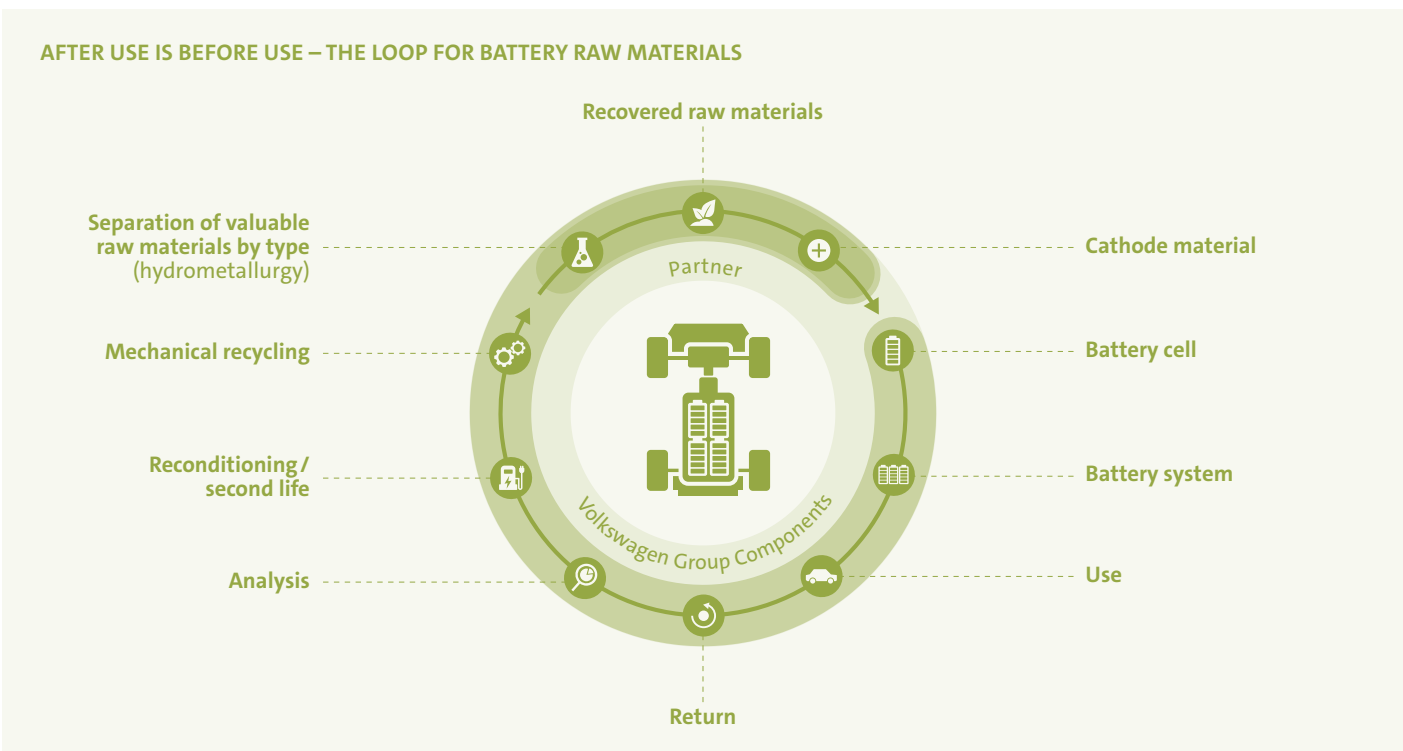 AFTER USE IS BEFORE USE – THE LOOP FOR BATTERY RAW MATERIALS
Recovered raw materials
Separation of valuable
raw materials by type
(hydrometallurgy)
Cathode material
Partner
Mechanical recycling
Battery cell
Reconditioning/
second life
Battery system
Volkswagen Group Components
Analysis
Use
Return